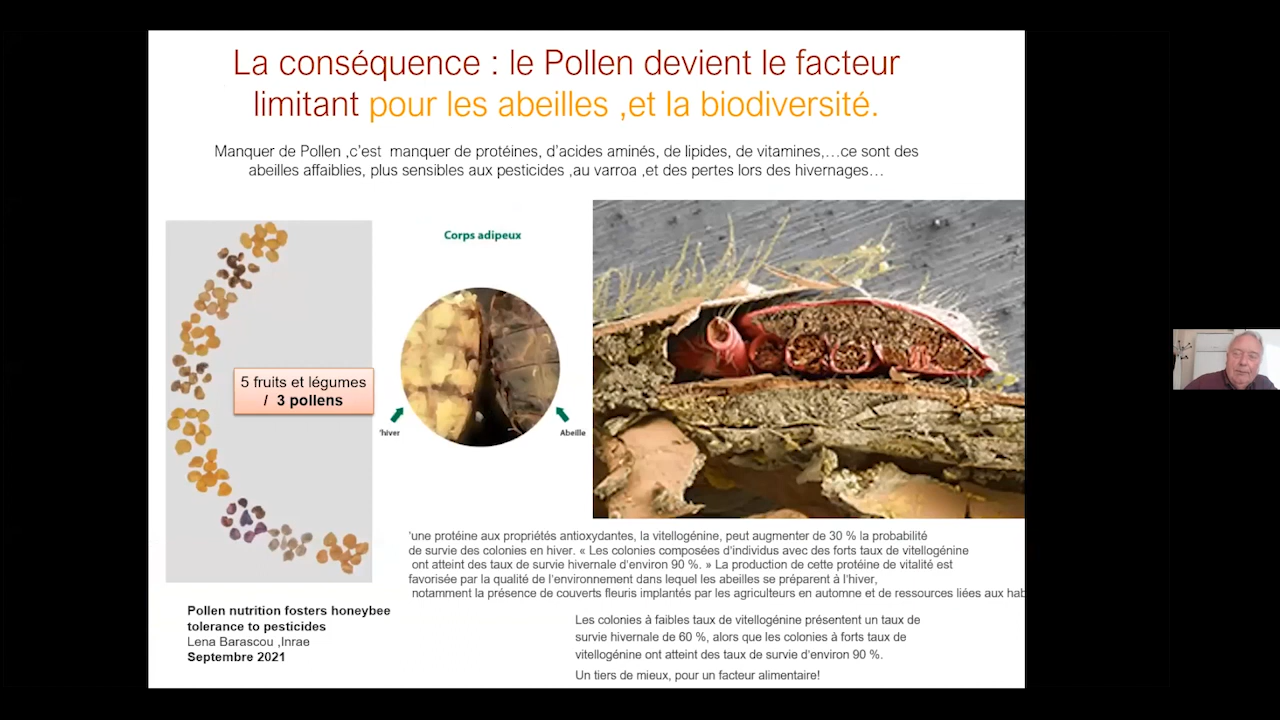 La conséquence : le Pollen devient le facteur
limitant pour les abeilles ,et la biodiversité.
Manquer de Pollen ,c'est manquer de protéines, d'acides aminés, de lipides, de vitamines,…ce sont des
abeilles affaiblies, plus sensibles aux pesticides ,au varroa ,et des pertes lors des hivernages…
Corps adipeux
5 fruits et légumes
/ 3 pollens
'hiver
Abeille
'une protéine aux propriétés antioxydantes, la vitellogénine, peut augmenter de 30 % la probabilité
de survie des colonies en hiver. « Les colonies composées d'individus avec des forts taux de vitellogénine
ont atteint des taux de survie hivernale d'environ 90 %. » La production de cette protéine de vitalité est
favorisée par la qualité de l'environnement dans lequel les abeilles se préparent à l'hiver,
notamment la présence de couverts fleuris implantés par les agriculteurs en automne et de ressources liées aux hab
Pollen nutrition fosters honeybee
tolerance to pesticides
Lena Barascou ,Inrae
Septembre 2021
Les colonies à faibles taux de vitellogénine présentent un taux de
survie hivernale de 60 %, alors que les colonies à forts taux de
vitellogénine ont atteint des taux de survie d'environ 90 %.
Un tiers de mieux, pour un facteur alimentaire!